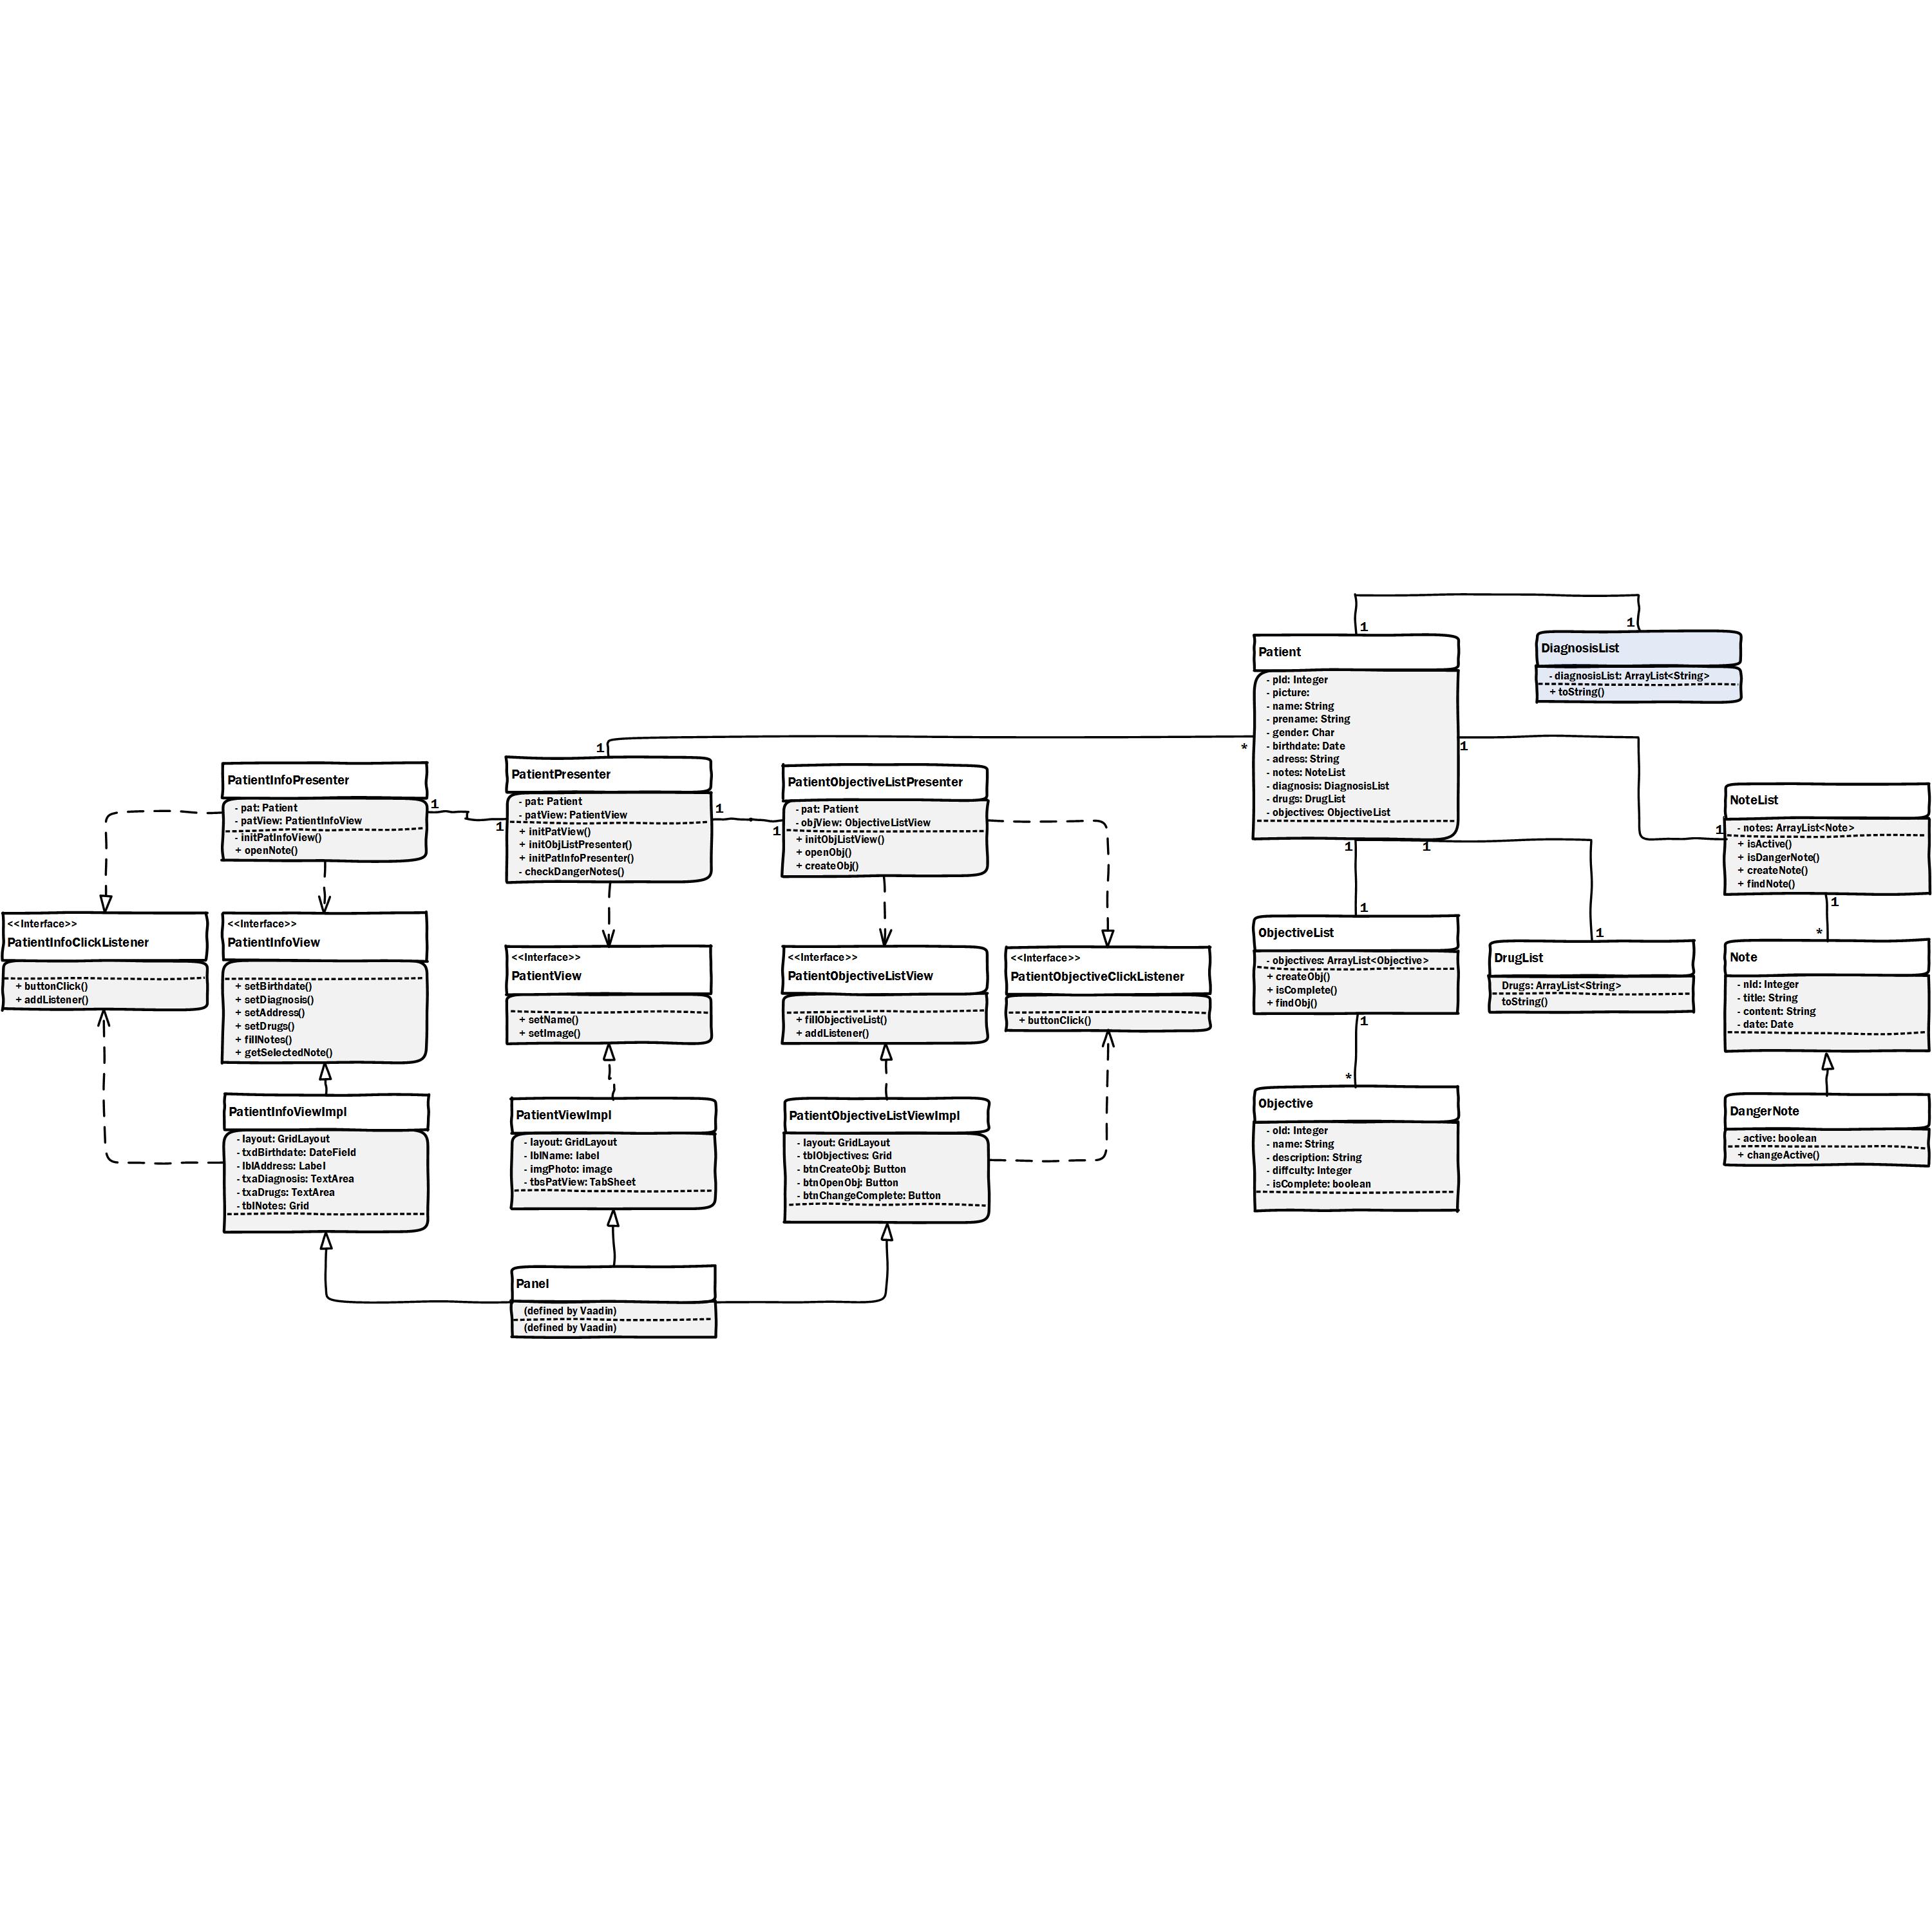 1
1
Patient
- pId: Integer
- picture:
- name: String
- prename: String
- gender: Char
- birthdate: Date
- adress: String
- notes: NoteList
- diagnosis: DiagnosisList
- drugs: DrugList
- objectives: ObjectiveList
DiagnosisList
- diagnosisList: ArrayList<String>
+ toString()
1
*
1
1
1
1
PatientInfoPresenter
- pat: Patient
- patView: PatientInfoView
- initPatInfoView()
+ openNote()
1
1
PatientPresenter
- pat: Patient
- patView: PatientView
+ initPatView()
+ initObjListPresenter()
+ initPatInfoPresenter()
- checkDangerNotes()
1
1
PatientObjectiveListPresenter
- pat: Patient
- objView: ObjectiveListView
+ initObjListView()
+ openObj()
+ createObj()
NoteList
- notes: ArrayList<Note>
+ isActive()
+ isDangerNote()
+ createNote()
+ findNote()
1
*
<<Interface>>
PatientInfoClickListener
+ buttonClick()
+ addListener()
<<Interface>>
PatientInfoView
+ setBirthdate()
+ setDiagnosis()
+ setAddress()
+ setDrugs()
+ fillNotes()
+ getSelectedNote()
<<Interface>>
PatientView
+ setName()
+ setImage()
<<Interface>>
PatientObjectiveListView
+ fillObjectiveList()
+ addListener()
<<Interface>>
PatientObjectiveClickListener
+ buttonClick()
1
ObjectiveList
- objectives: ArrayList<Objective>
+ createObj()
+ isComplete()
+ findObj()
1
*
1
DrugList
Drugs: ArrayList<String>
toString()
Note
- nId: Integer
- title: String
- content: String
- date: Date
PatientInfoViewImpl
- layout: GridLayout
- txdBirthdate: DateField
- lblAddress: Label
- txaDiagnosis: TextArea
- txaDrugs: TextArea
- tblNotes: Grid
PatientViewImpl
- layout: GridLayout
- lblName: label
- imgPhoto: image
- tbsPatView: TabSheet
PatientObjectiveListViewImpl
- layout: GridLayout
- tblObjectives: Grid
- btnCreateObj: Button
- btnOpenObj: Button
- btnChangeComplete: Button
Objective
- oId: Integer
- name: String
- description: String
- diffculty: Integer
- isComplete: boolean
DangerNote
- active: boolean
+ changeActive()
Panel
(defined by Vaadin)
(defined by Vaadin)